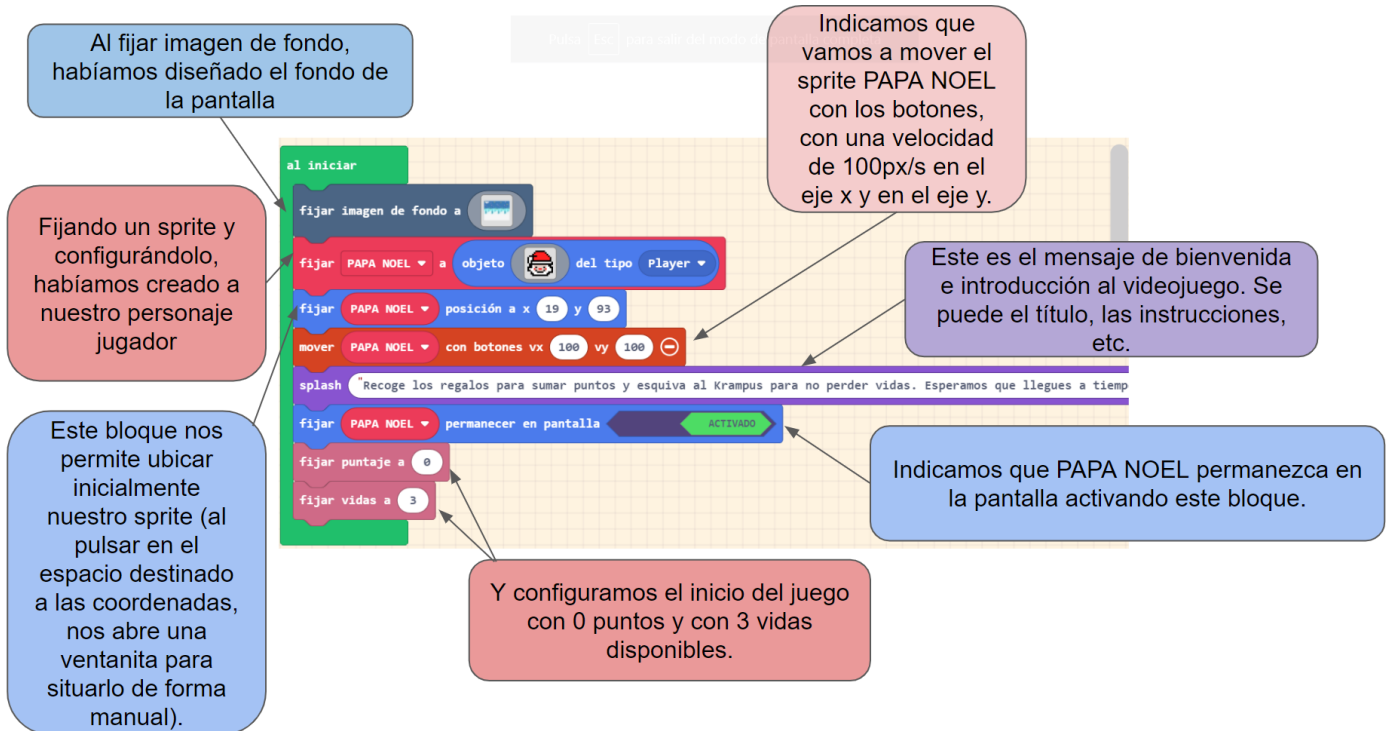 Al fijar imagen de fondo,
habíamos diseñado el fondo de
la pantalla
Indicamos que
vamos a mover el
sprite PAPA NOEL
con los botones,
con una velocidad
de 100px/s en el
eje x y en el eje y.
Fijando un sprite y
configurándolo,
habíamos creado a
nuestro personaje
jugador
Este es el mensaje de bienvenida
e introducción al videojuego. Se
puede el título, las instrucciones,
etc.
Este bloque nos
permite ubicar
inicialmente
nuestro sprite (al
pulsar en el
espacio destinado
a las coordenadas,
nos abre una
ventanita para
situarlo de forma
manual).
al iniciar
fijar imagen de fondo a
fijar PAPA NOEL a objeto del tipo Player
fijar PAPA NOEL posición a x 19 y 93
mover PAPA NOEL con botones vx 100 vy 100
splash "Recoge los regalos para sumar puntos y esquiva al Krampus para no perder vidas. Esperamos que llegues a tiemp
fijar PAPA NOEL permanecer en pantalla ACTIVADO
fijar puntaje a 0
fijar vidas a 3
Indicamos que PAPA NOEL permanezca en
la pantalla activando este bloque.
Y configuramos el inicio del juego
con 0 puntos y con 3 vidas
disponibles.